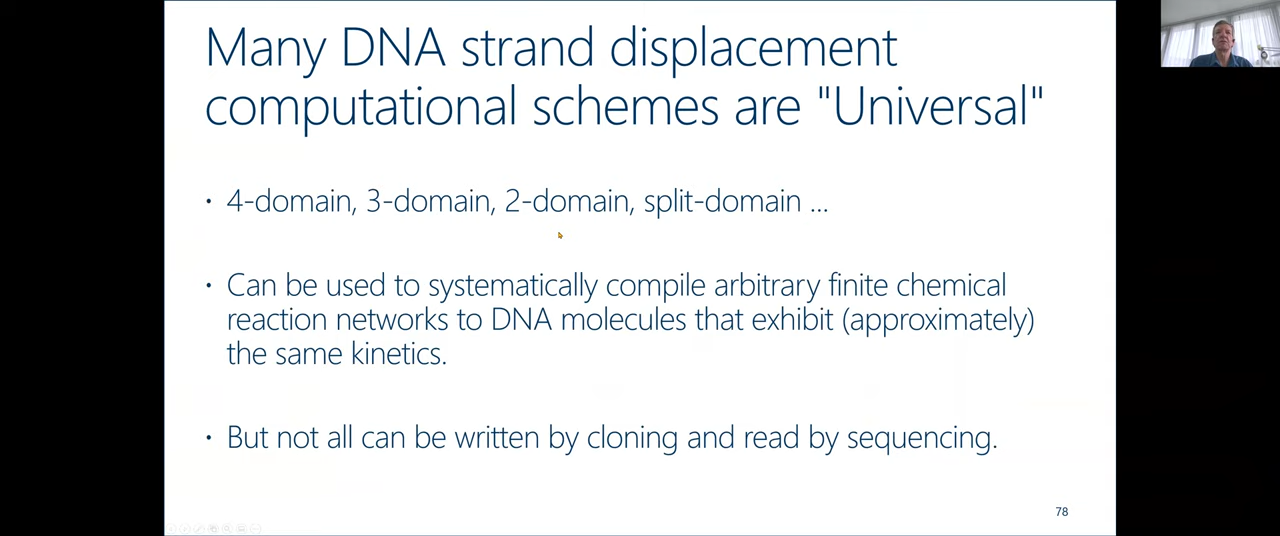 Many DNA strand displacement
computational schemes are "Universal"
• 4-domain, 3-domain, 2-domain, split-domain ...
• Can be used to systematically compile arbitrary finite chemical
reaction networks to DNA molecules that exhibit (approximately)
the same kinetics.
• But not all can be written by cloning and read by sequencing.
78